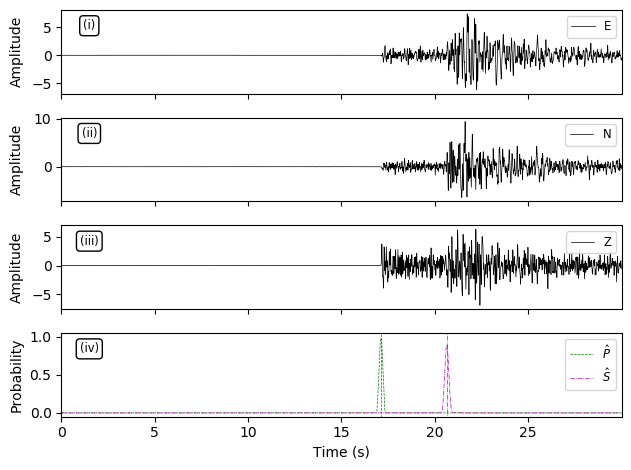 Amplitude
(i)
E
5
0
−5
Amplitude
(ii)
N
10
0
Amplitude
(iii)
Z
5
0
−5
Probability
(iv)
P̂
Ŝ
1.0
0.5
0.0
0 5 10 15 20 25
Time (s)